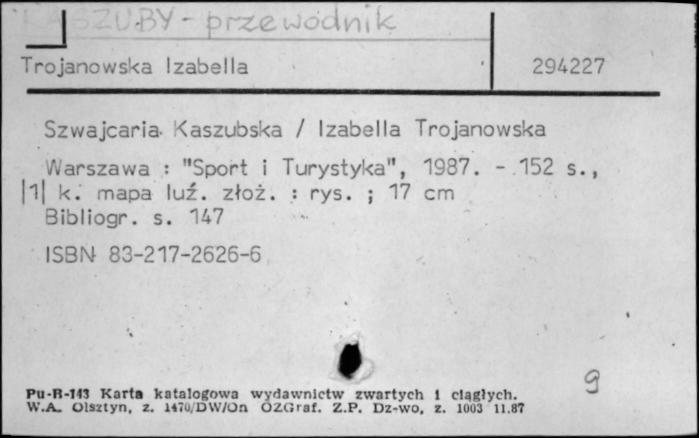 KASZUBY - przewodnik
Trojanowska Izabella 294227
Szwajcaria Kaszubska / Izabella Trojanowska
Warszawa : "Sport i Turystyka", 1987. - 152 s.,
|1| k. mapa luź. złoż. : rys. ; 17 cm
Bibliogr. s. 147
ISBN 83-217-2626-6
9
Pu-B-143 Karta katalogowa wydawnictw zwartych i ciągłych.
W.A. Olsztyn, z. 1470/DW/On OZGraf. Z.P. Dz-wo, z. 1003 11.87